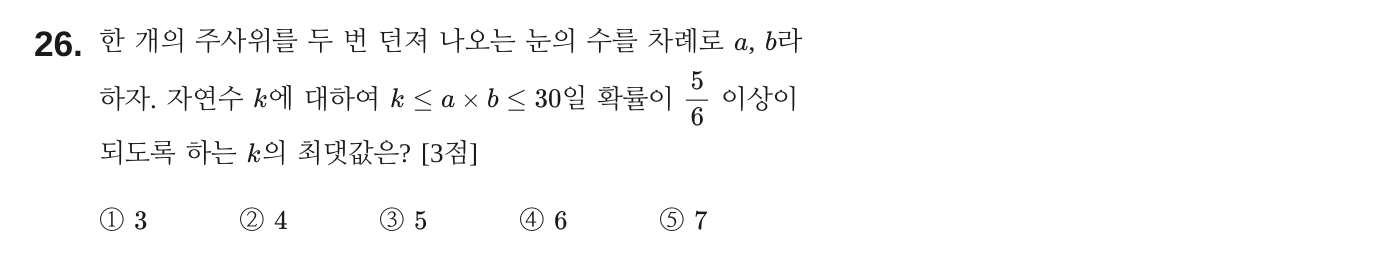 26. 한 개의 주사위를 두 번 던져 나오는 눈의 수를 차례로 a, b라
하자. 자연수 k에 대하여 k ≤ a × b ≤ 30일 확률이 5/6 이상이
되도록 하는 k의 최댓값은? [3점]
① 3 ② 4 ③ 5 ④ 6 ⑤ 7